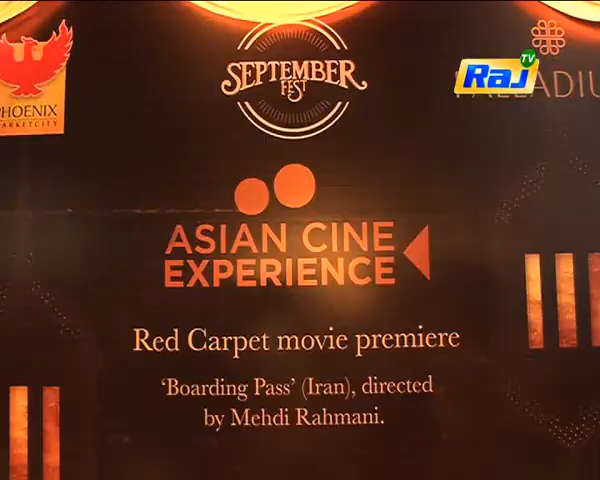 PHOENIX
MARKETCITY
SEPTEMBER
FEST
Raj TV
PALLADIU
ASIAN CINE
EXPERIENCE
Red Carpet movie premiere
‘Boarding Pass’ (Iran), directed
by Mehdi Rahmani.